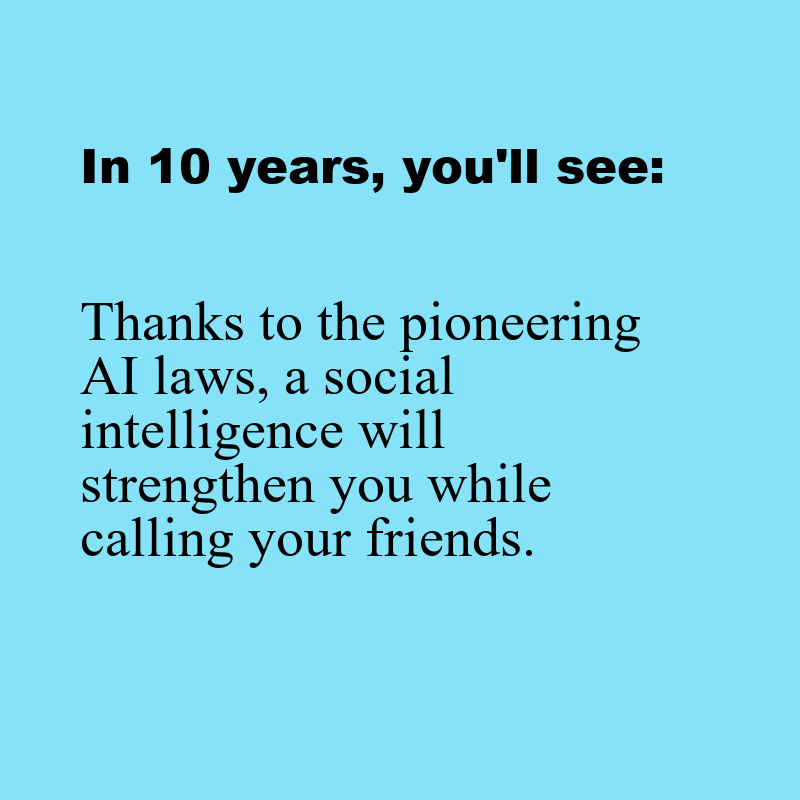 In 10 years, you'll see:
Thanks to the pioneering
AI laws, a social
intelligence will
strengthen you while
calling your friends.